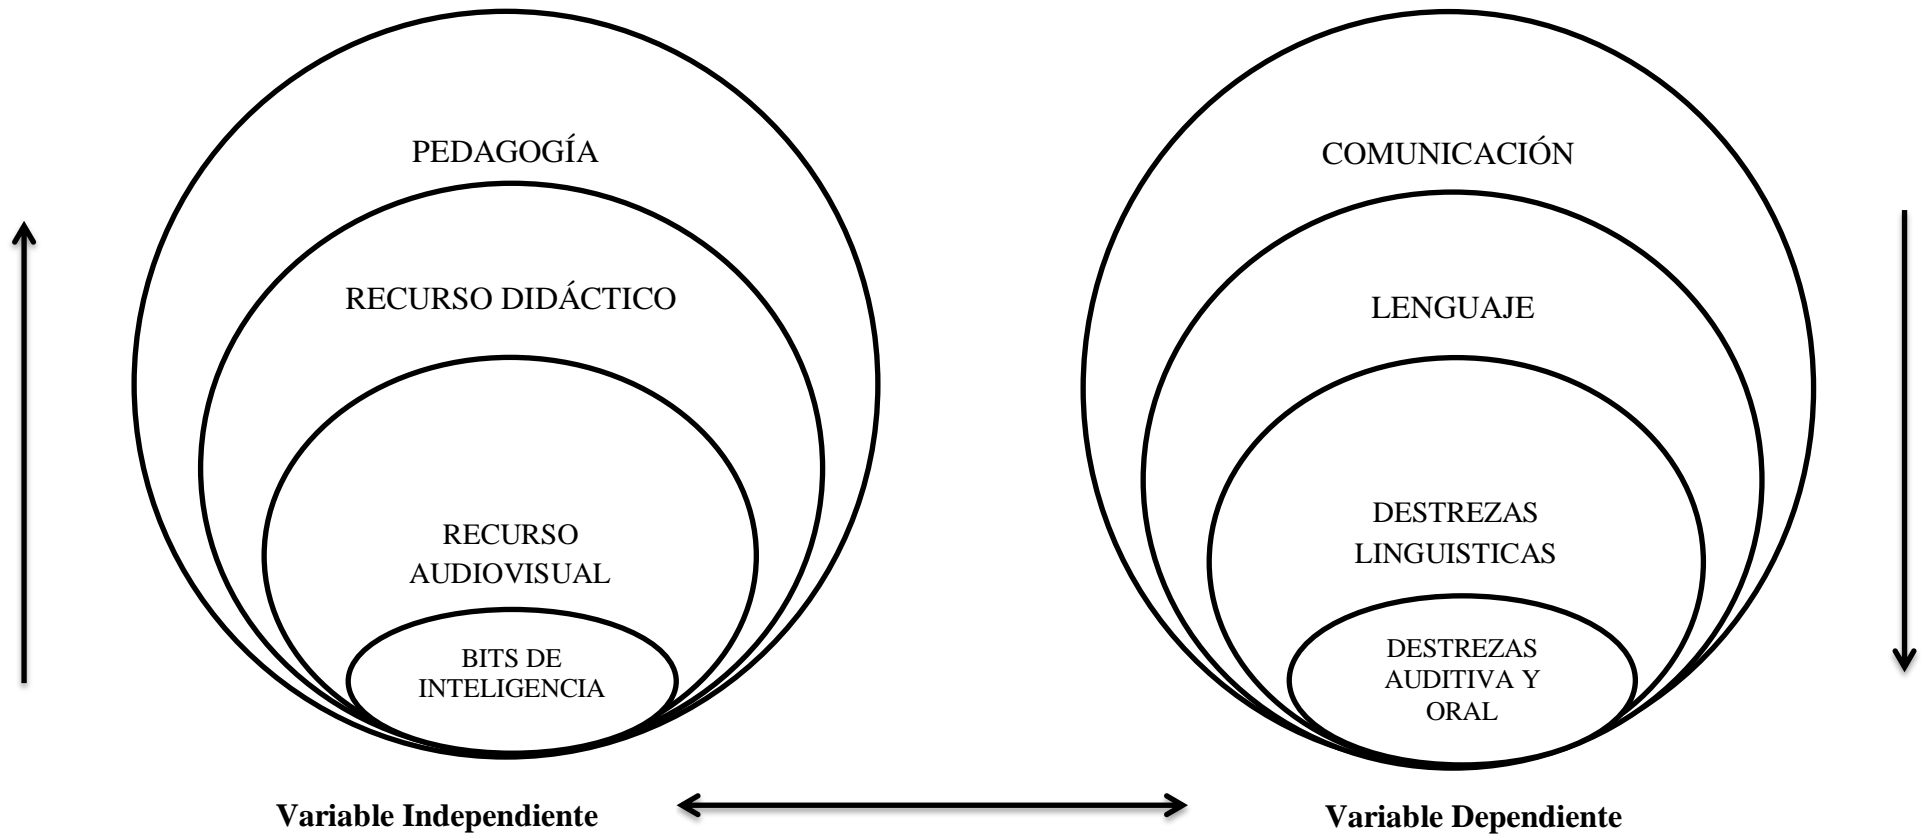 PEDAGOGÍA
RECURSO DIDÁCTICO
RECURSO
AUDIOVISUAL
BITS DE
INTELIGENCIA
Variable Independiente
COMUNICACIÓN
LENGUAJE
DESTREZAS
LINGUISTICAS
DESTREZAS
AUDITIVA Y
ORAL
Variable Dependiente